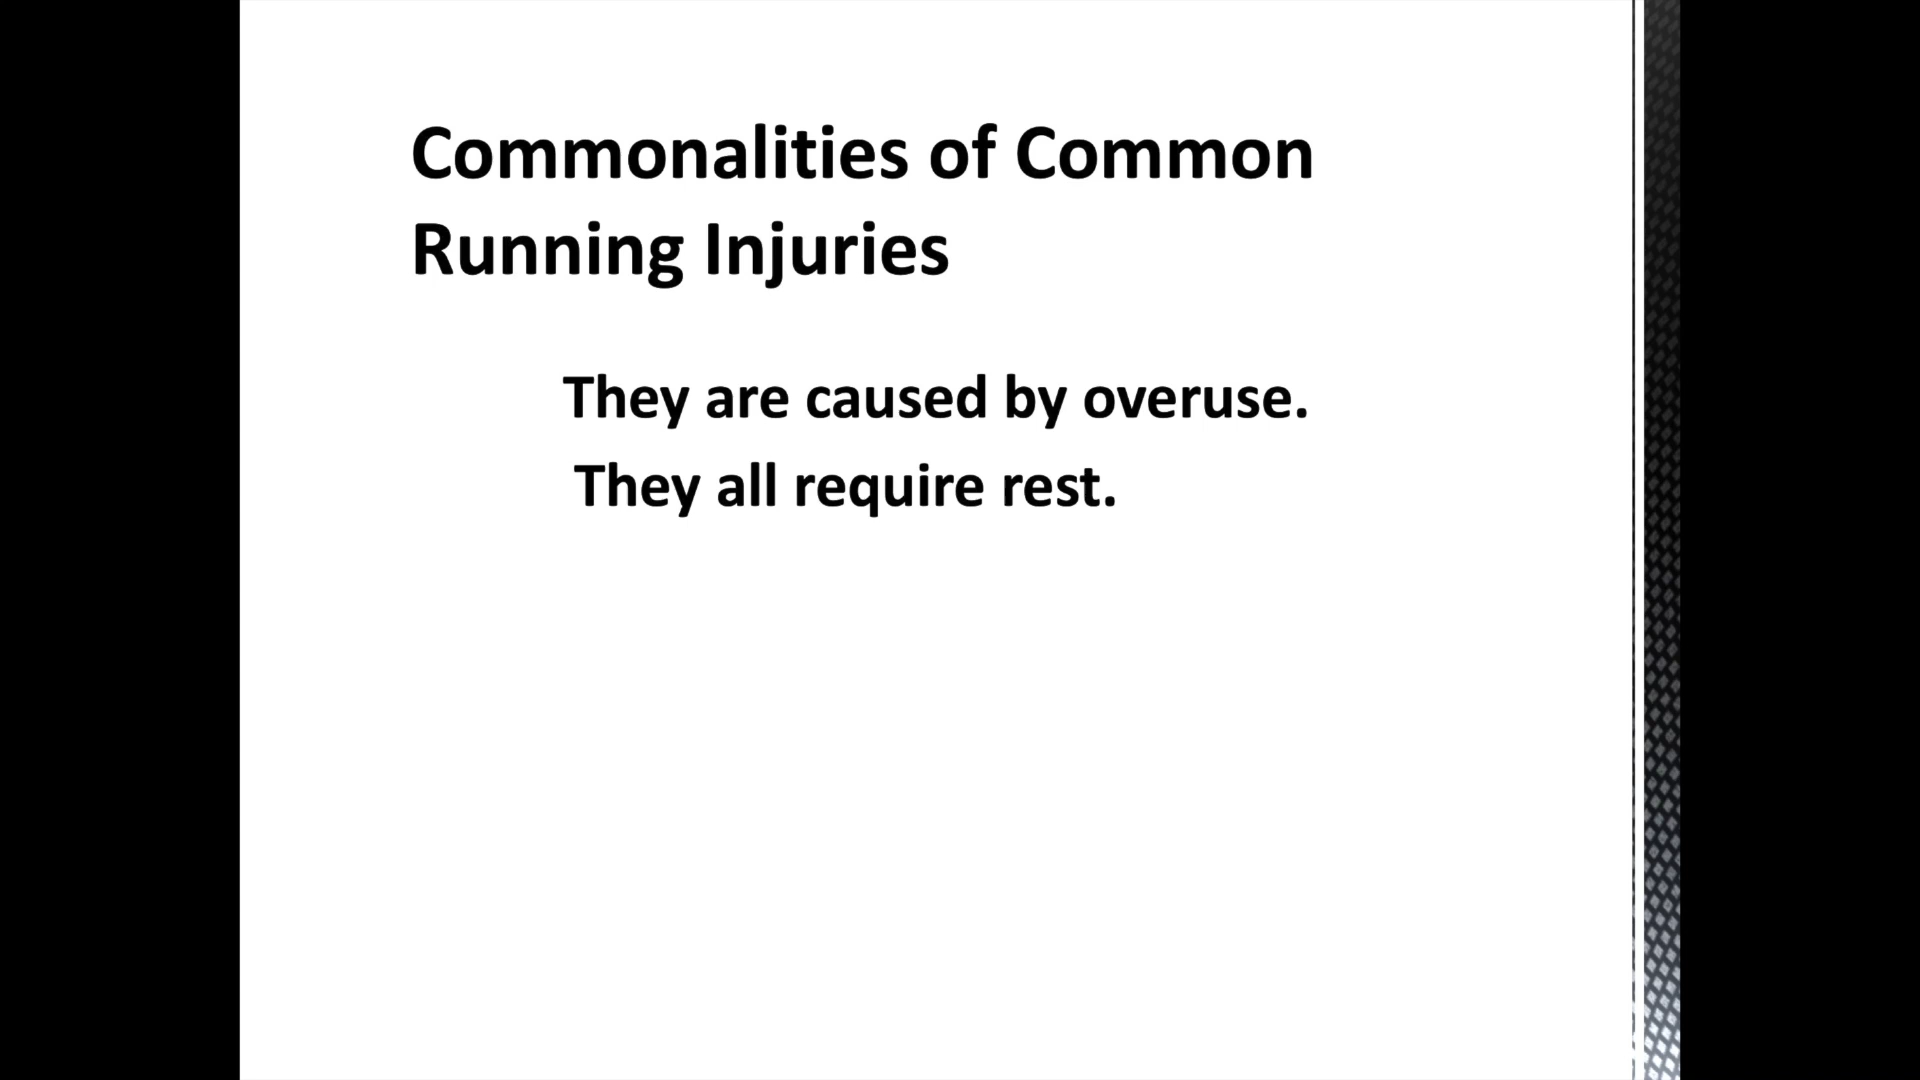 Commonalities of Common
Running Injuries
They are caused by overuse.
They all require rest.